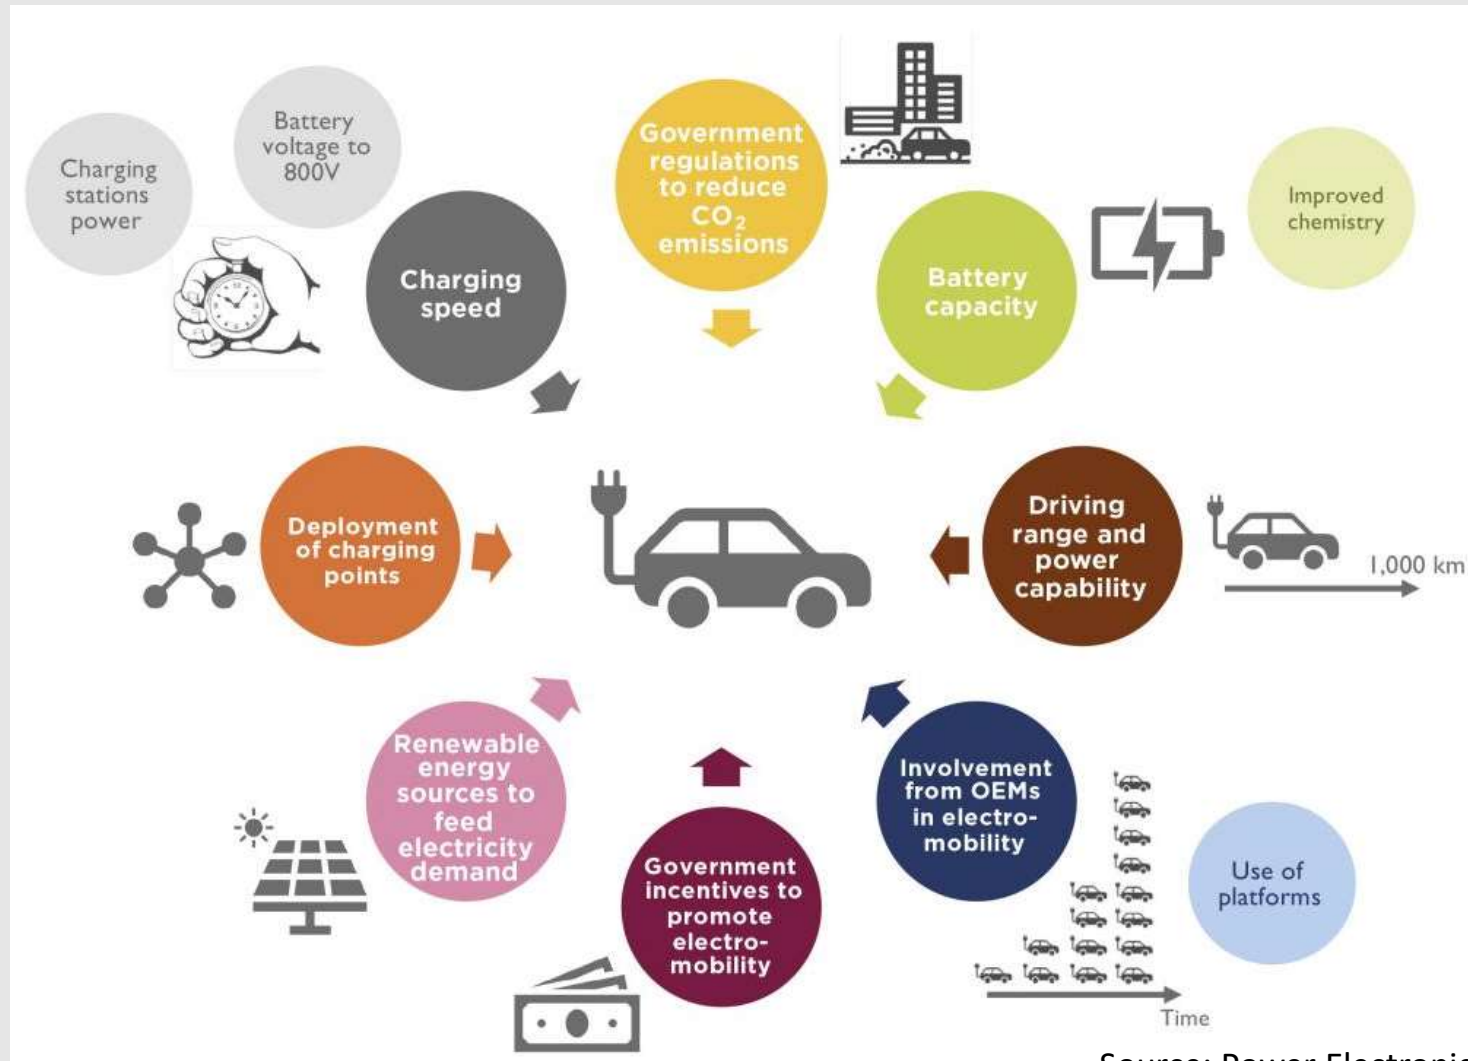 Charging
stations
power
Battery
voltage to
800V
Charging
speed
Government
regulations
to reduce
CO₂
emissions
Battery
capacity
Improved
chemistry
Deployment
of charging
points
Driving
range and
power
capability
1,000 km
Renewable
energy
sources to
feed
electricity
demand
Government
incentives to
promote
electro-
mobility
Involvement
from OEMs
in electro-
mobility
Use of
platforms
Time
Source: Power